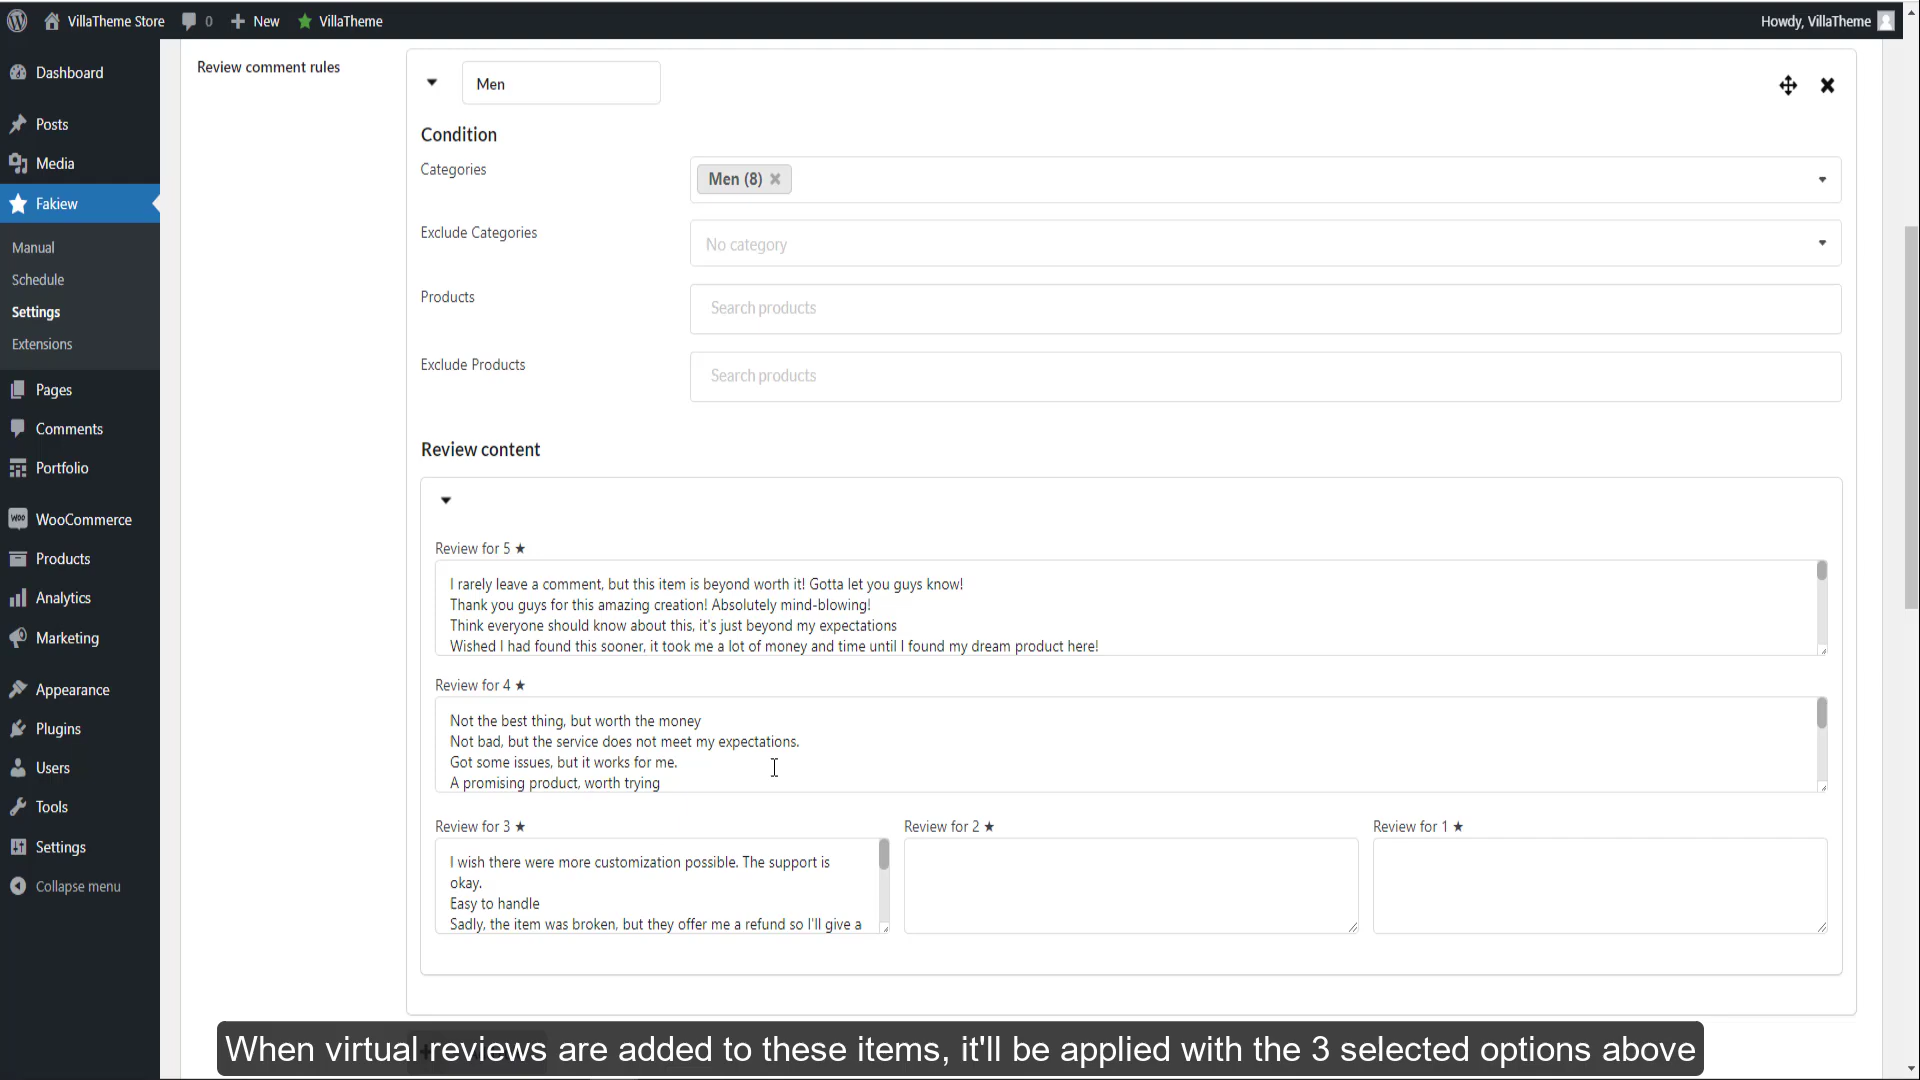 VillaTheme Store
0
New
VillaTheme
Howdy, VillaTheme
Dashboard
Posts
Media
Fakiew
Manual
Schedule
Settings
Extensions
Pages
Comments
Portfolio
WooCommerce
Products
Analytics
Marketing
Appearance
Plugins
Users
Tools
Settings
Collapse menu
Review comment rules
Men
Condition
Categories
Men (8)
Exclude Categories
No category
Products
Search products
Exclude Products
Search products
Review content
Review for 5 ★
I rarely leave a comment, but this item is beyond worth it! Gotta let you guys know!
Thank you guys for this amazing creation! Absolutely mind-blowing!
Think everyone should know about this, it's just beyond my expectations
Wished I had found this sooner, it took me a lot of money and time until I found my dream product here!
Review for 4 ★
Not the best thing, but worth the money
Not bad, but the service does not meet my expectations.
Got some issues, but it works for me.
A promising product, worth trying
Review for 3 ★
I wish there were more customization possible. The support is
okay.
Easy to handle
Sadly, the item was broken, but they offer me a refund so I'll give a
Review for 2 ★
Review for 1 ★
When virtual reviews are added to these items, it'll be applied with the 3 selected options above